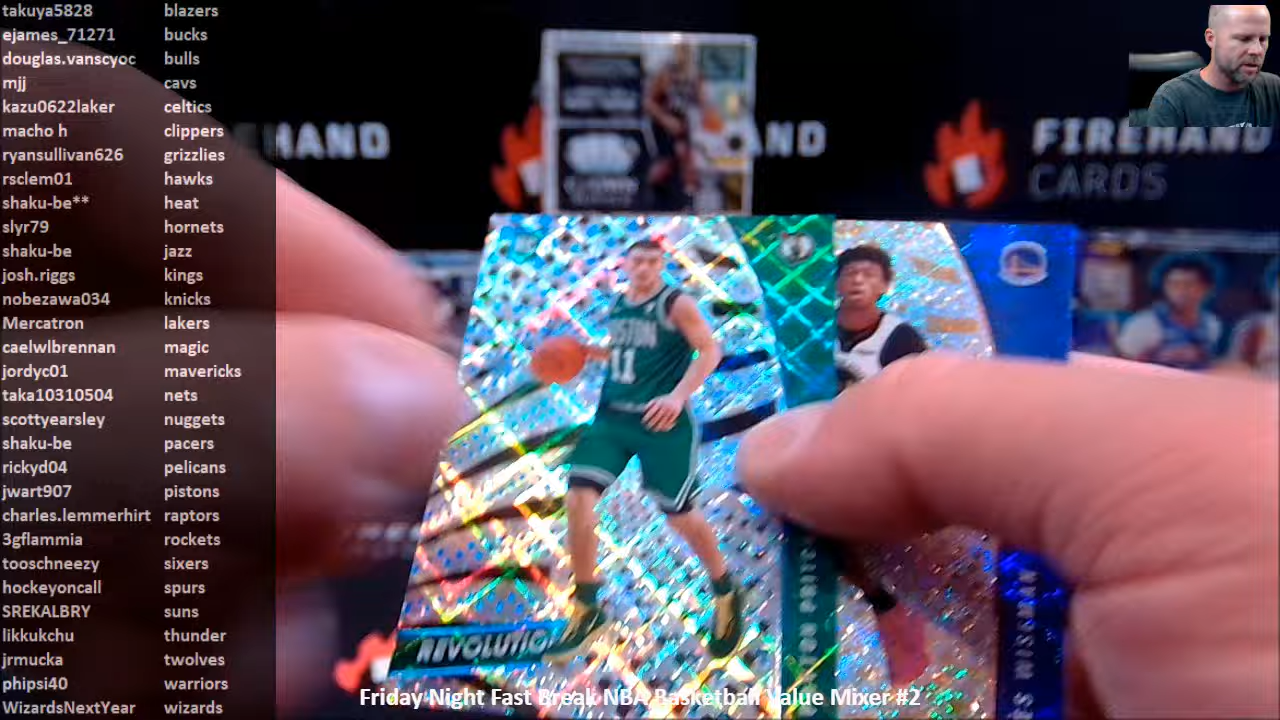 takuya5828 blazers
ejames_71271 bucks
douglas.vanscyoc bulls
mjj cavs
kazu0622laker celtics
macho h clippers
ryansullivan626 grizzlies
rsclem01 hawks
shaku-be** heat
slyr79 hornets
shaku-be jazz
josh.riggs kings
nobezawa034 knicks
Mercatron lakers
caelwlbrennan magic
jordyc01 mavericks
taka10310504 nets
scottyearsley nuggets
shaku-be pacers
rickyd04 pelicans
jwart907 pistons
charles.lemmerhirt raptors
3gflammia rockets
tooschneezy sixers
hockeyoncall spurs
SREKALBRY suns
likkukchu thunder
jrmucka twolves
phipsi40 warriors
WizardsNextYear wizards
HAND
AND
FIREHAND
CARDS
BOSTON
11
REVOLUTION
Friday Night Fast Break NBA Basketball Value Mixer #2